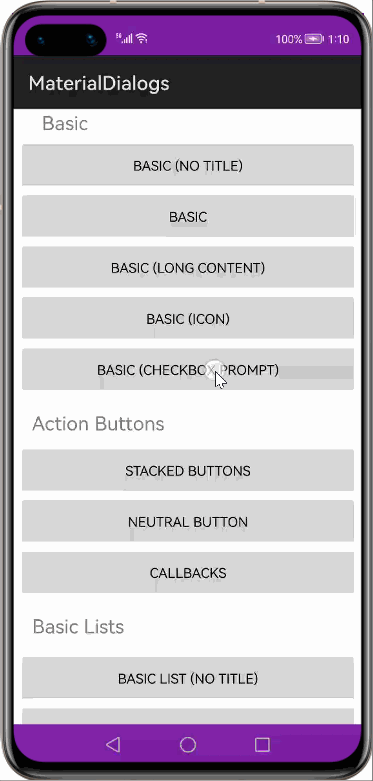 5G 100% 1:10
MaterialDialogs
Basic
BASIC (NO TITLE)
BASIC
BASIC (LONG CONTENT)
BASIC (ICON)
BASIC (CHECKBOX PROMPT)
Action Buttons
STACKED BUTTONS
NEUTRAL BUTTON
CALLBACKS
Basic Lists
BASIC LIST (NO TITLE)